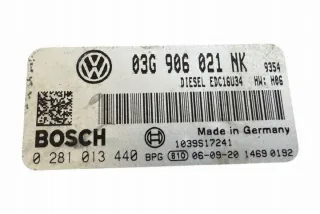 03G 906 021 NK 9354
DIESEL EDC16U34 HW: H06
BOSCH
Made in Germany
1039S17241
0 281 013 440 BPG 810 06-09-20 1469 0192